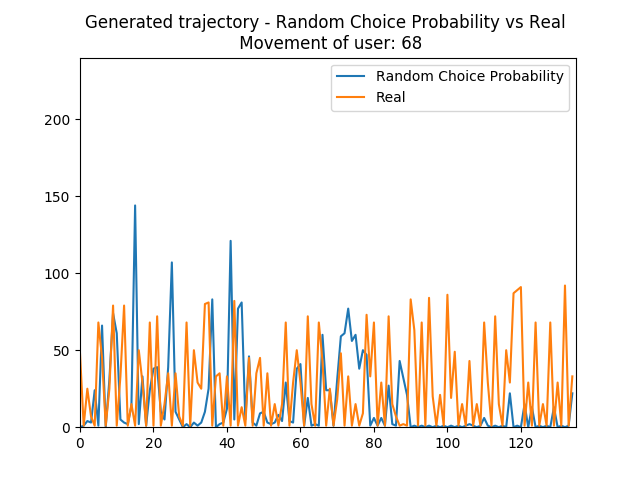 Generated trajectory - Random Choice Probability vs Real
Movement of user: 68
Random Choice Probability
Real
200
150
100
50
0
0 20 40 60 80 100 120